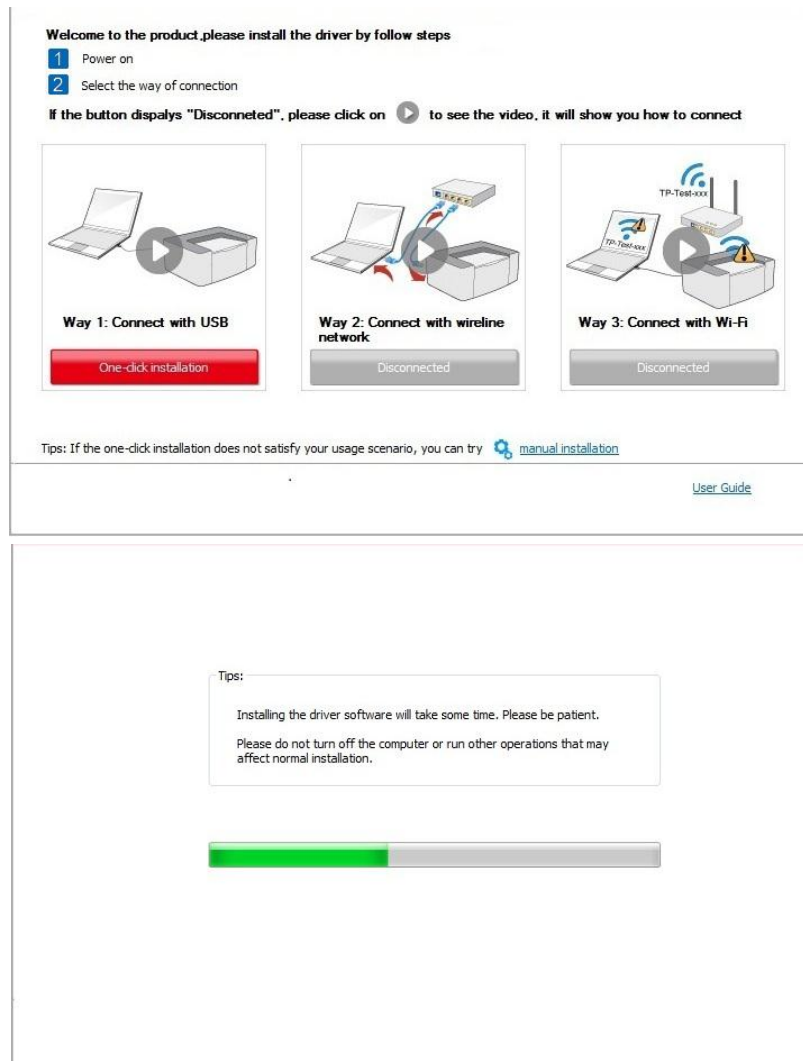 Welcome to the product,please install the driver by follow steps
1 Power on
2 Select the way of connection
If the button dispalys "Disconneted", please click on to see the video, it will show you how to connect
TP-Test-xxx
TP-Test-xxx
Way 1: Connect with USB
One-click installation
Way 2: Connect with wireline
network
Disconnected
Way 3: Connect with Wi-Fi
Disconnected
Tips: If the one-click installation does not satisfy your usage scenario, you can try manual installation
User Guide
Tips:
Installing the driver software will take some time. Please be patient.
Please do not turn off the computer or run other operations that may
affect normal installation.